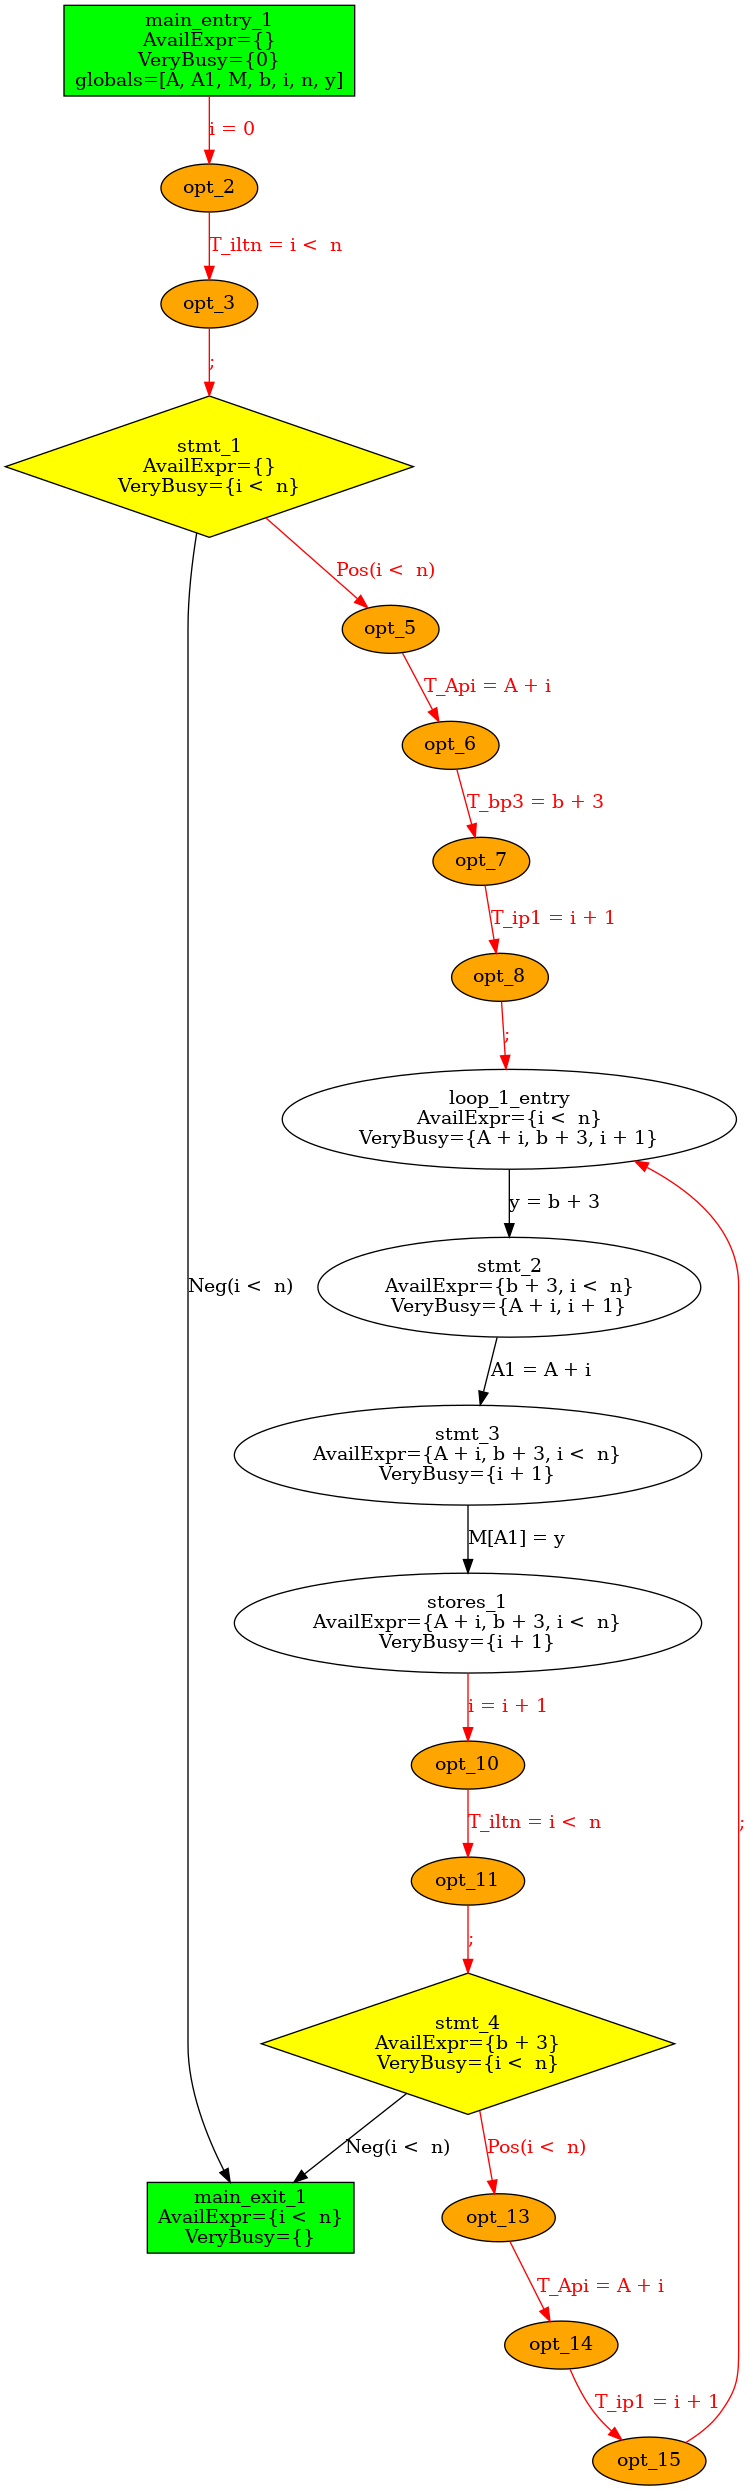 main_entry_1
AvailExpr={}
VeryBusy={0}
globals=[A, A1, M, b, i, n, y]
i = 0
opt_2
T_iltn = i <  n
opt_3
;
stmt_1
AvailExpr={}
VeryBusy={i <  n}
Pos(i <  n)
opt_5
T_Api = A + i
opt_6
T_bp3 = b + 3
opt_7
T_ip1 = i + 1
opt_8
;
loop_1_entry
AvailExpr={i <  n}
VeryBusy={A + i, b + 3, i + 1}
y = b + 3
Neg(i <  n)
stmt_2
AvailExpr={b + 3, i <  n}
VeryBusy={A + i, i + 1}
A1 = A + i
stmt_3
AvailExpr={A + i, b + 3, i <  n}
VeryBusy={i + 1}
M[A1] = y
stores_1
AvailExpr={A + i, b + 3, i <  n}
VeryBusy={i + 1}
i = i + 1
opt_10
T_iltn = i <  n
;
opt_11
;
stmt_4
AvailExpr={b + 3}
VeryBusy={i <  n}
Neg(i <  n)
Pos(i <  n)
main_exit_1
AvailExpr={i <  n}
VeryBusy={}
opt_13
T_Api = A + i
opt_14
T_ip1 = i + 1
opt_15